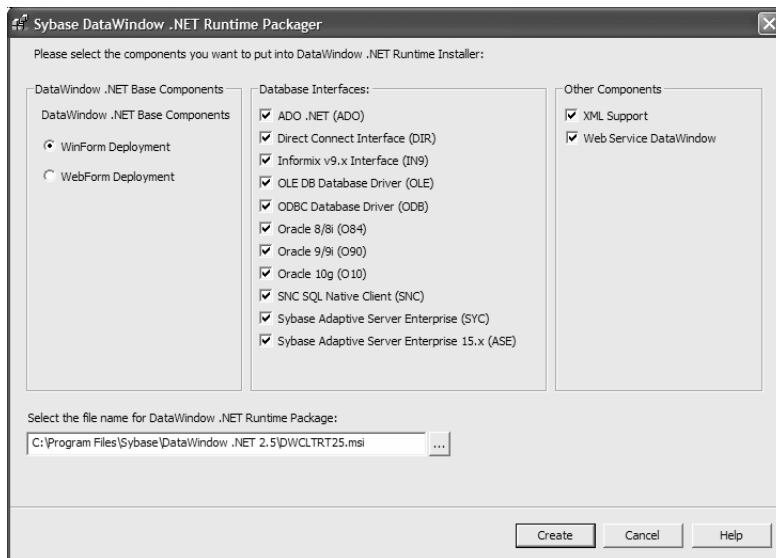 Sybase DataWindow .NET Runtime Packager
Please select the components you want to put into DataWindow .NET Runtime Installer:
DataWindow .NET Base Components
DataWindow .NET Base Components
WinForm Deployment
WebForm Deployment
Database Interfaces:
ADO .NET (ADO)
Direct Connect Interface (DIR)
Informix v9.x Interface (IN9)
OLE DB Database Driver (OLE)
ODBC Database Driver (ODB)
Oracle 8/8i (O84)
Oracle 9/9i (O90)
Oracle 10g (O10)
SNC SQL Native Client (SNC)
Sybase Adaptive Server Enterprise (SYC)
Sybase Adaptive Server Enterprise 15.x (ASE)
Other Components
XML Support
Web Service DataWindow
Select the file name for DataWindow .NET Runtime Package:
C:\Program Files\Sybase\DataWindow .NET 2.5\DWCLTRT25.msi
...
Create
Cancel
Help